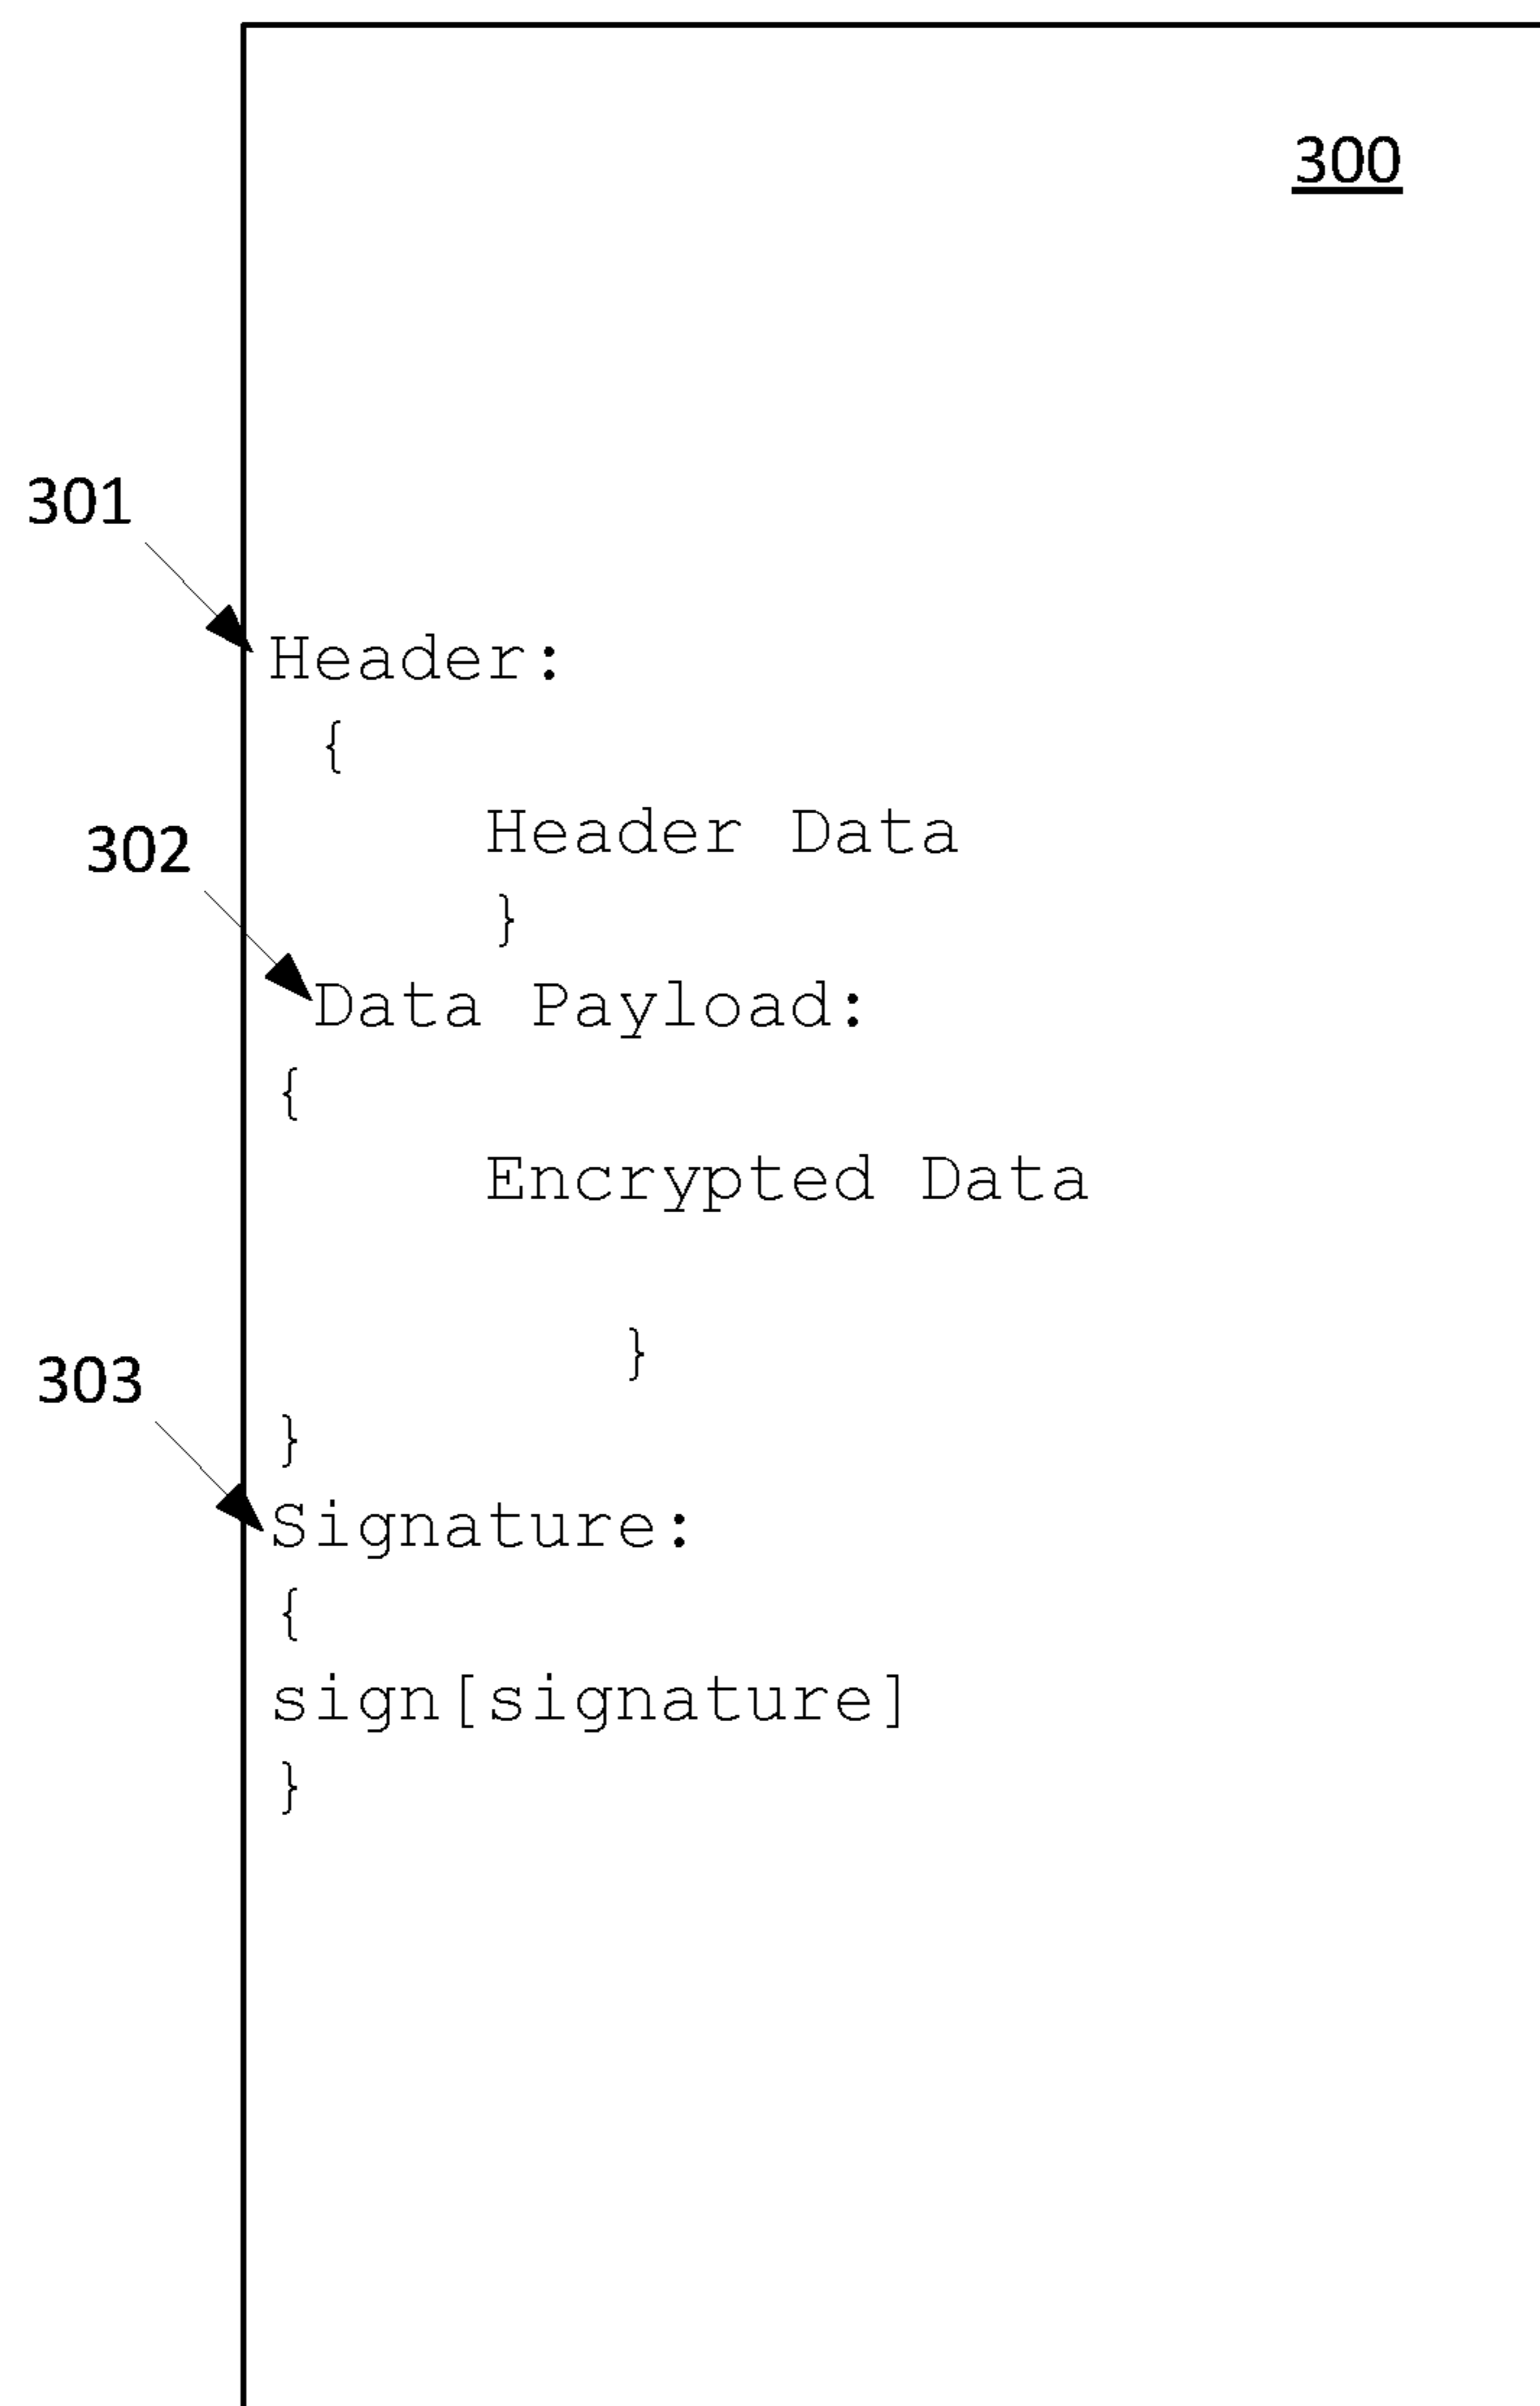 300
301
Header:
{
Header Data
302
}
Data Payload:
{
Encrypted Data
}
303
}
Signature:
{
sign[signature]
}